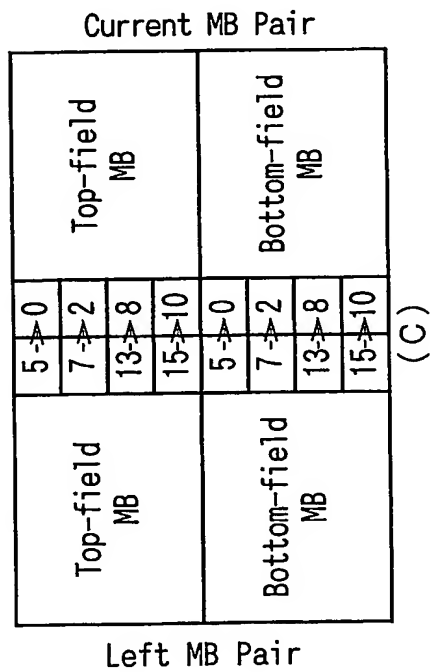 Current MB Pair
Top-field
MB
Bottom-field
MB
5->0
7->2
13->8
15->10
5->0
7->2
13->8
15->10
Top-field
MB
Bottom-field
MB
Left MB Pair
(C)